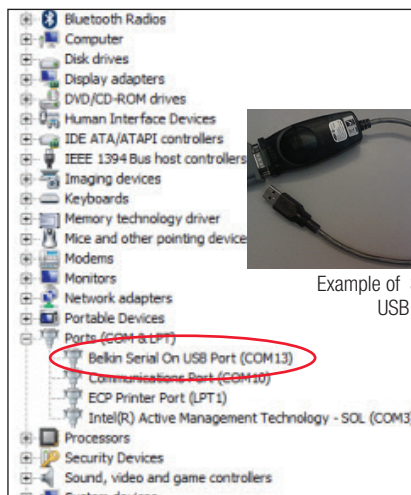 Bluetooth Radios
Computer
Disk drives
Display adapters
DVD/CD-ROM drives
Human Interface Devices
IDE ATA/ATAPI controllers
IEEE 1394 Bus host controllers
Imaging devices
Keyboards
Memory technology driver
Mice and other pointing device
Modems
Monitors
Network adapters
Portable Devices
Ports (COM & LPT)
Belkin Serial On USB Port (COM13)
Communications Port (COM10)
ECP Printer Port (LPT1)
Intel(R) Active Management Technology - SOL (COM3)
Processors
Security Devices
Sound, video and game controllers
System devices
Example of
USB